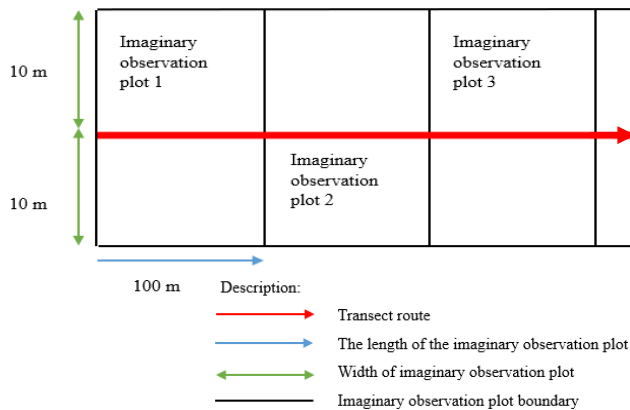 10 m
Imaginary
observation
plot 1
Imaginary
observation
plot 3
10 m
Imaginary
observation
plot 2
100 m
Description:
Transect route
The length of the imaginary observation plot
Width of imaginary observation plot
Imaginary observation plot boundary